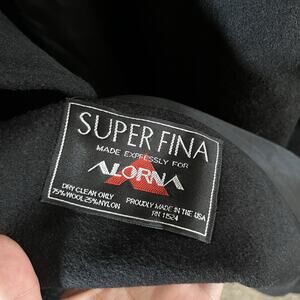 SUPER FINA
MADE EXPRESSLY FOR
ALORNA
DRY CLEAN ONLY
75% WOOL 25% NYLON
PROUDLY MADE IN THE USA
RN 11524